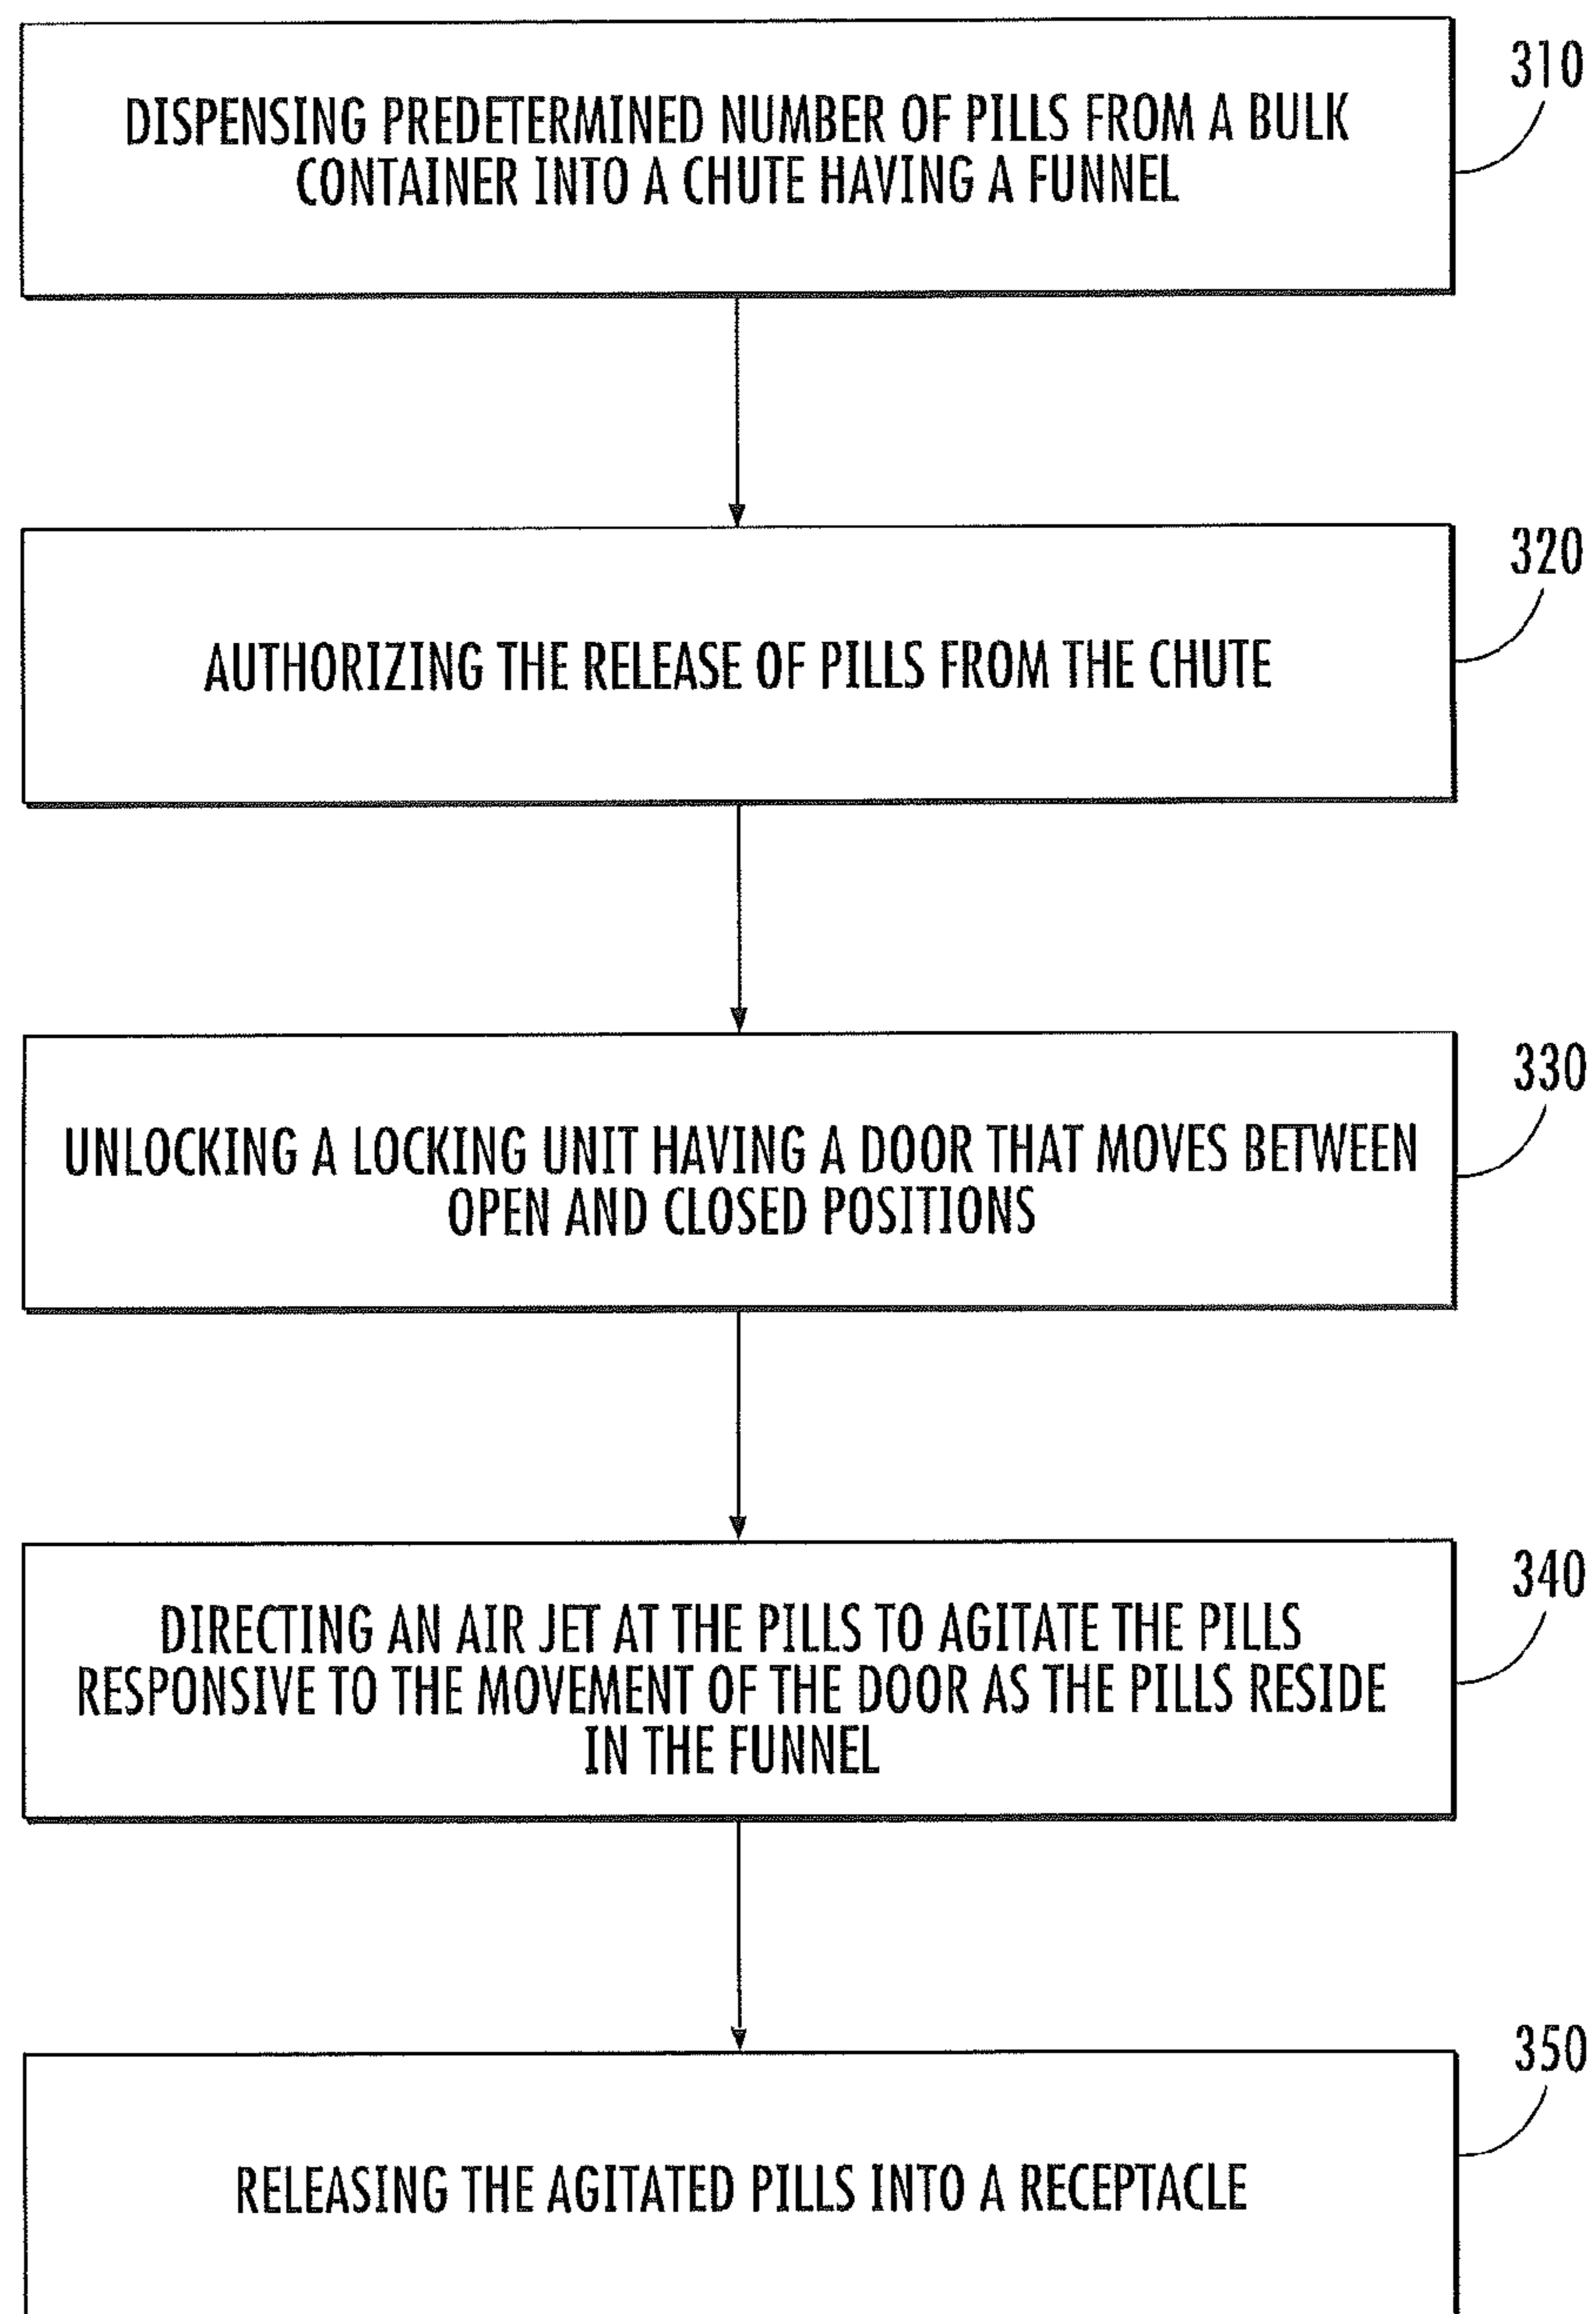 310
DISPENSING PREDETERMINED NUMBER OF PILLS FROM A BULK
CONTAINER INTO A CHUTE HAVING A FUNNEL
320
AUTHORIZING THE RELEASE OF PILLS FROM THE CHUTE
330
UNLOCKING A LOCKING UNIT HAVING A DOOR THAT MOVES BETWEEN
OPEN AND CLOSED POSITIONS
340
DIRECTING AN AIR JET AT THE PILLS TO AGITATE THE PILLS
RESPONSIVE TO THE MOVEMENT OF THE DOOR AS THE PILLS RESIDE
IN THE FUNNEL
350
RELEASING THE AGITATED PILLS INTO A RECEPTACLE